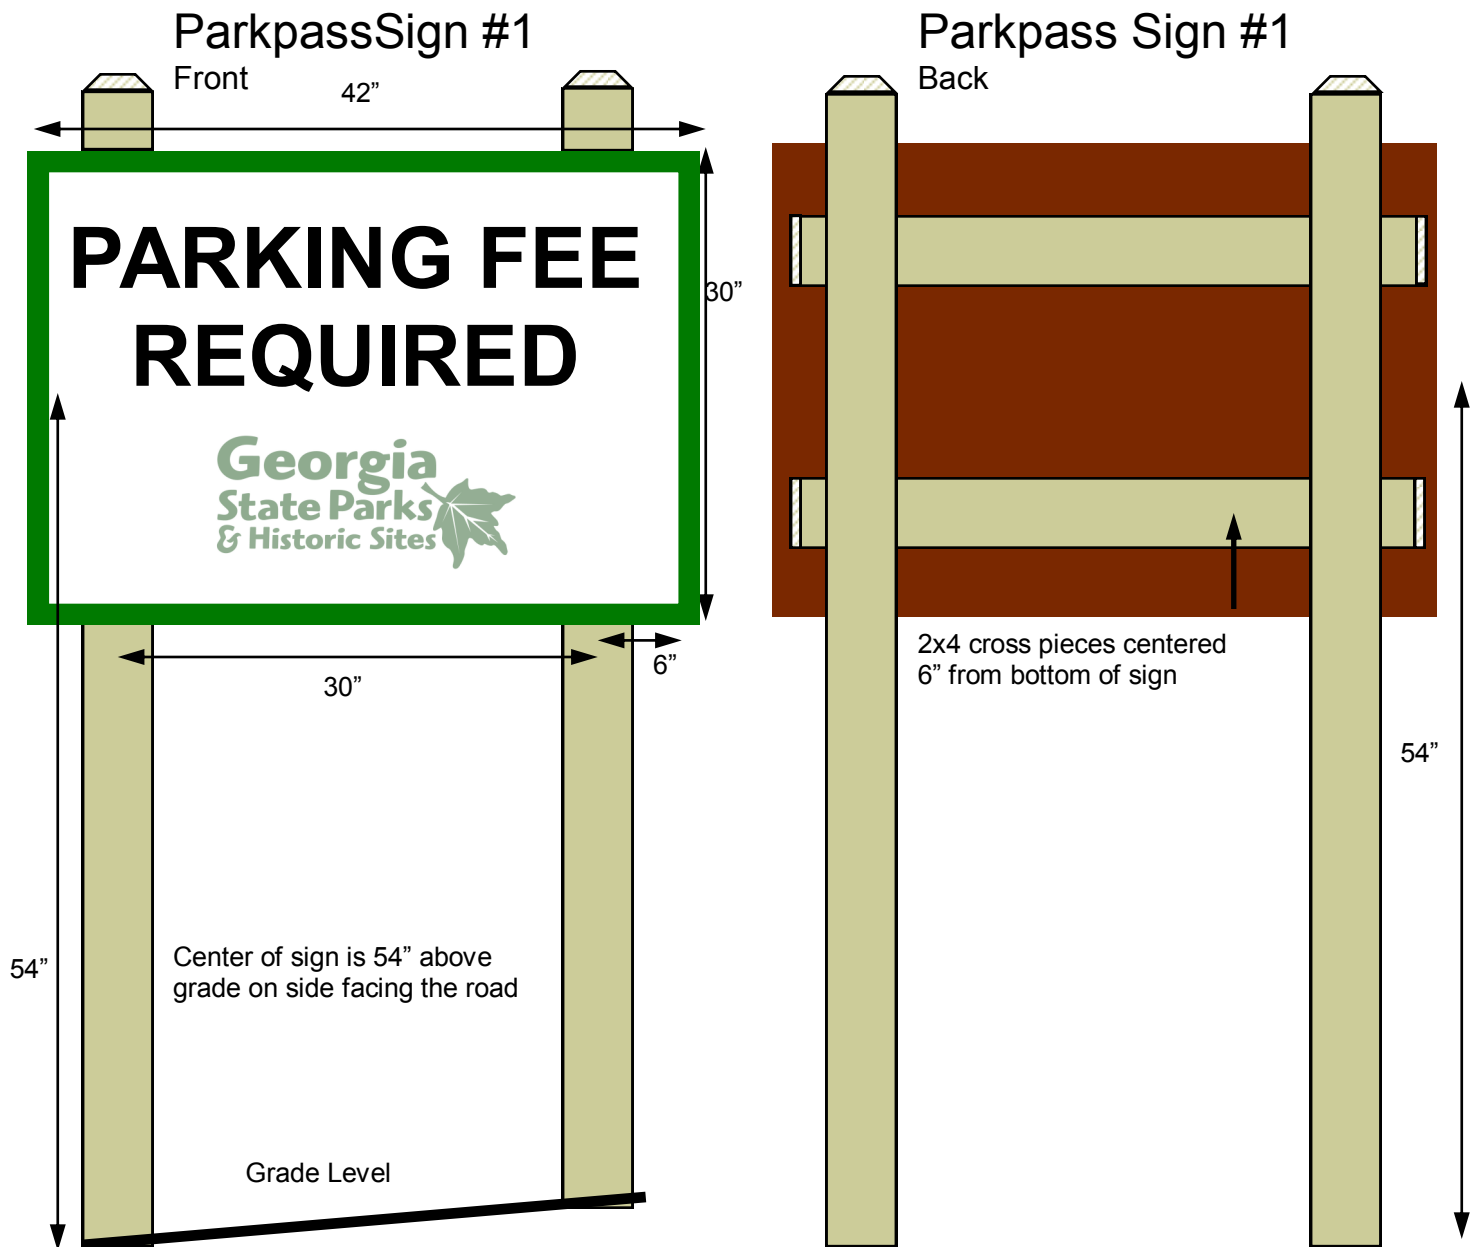 ParkpassSign #1
Front
42”
PARKING FEE
REQUIRED
Georgia
State Parks
& Historic Sites
30”
6”
30”
54”
Center of sign is 54” above
grade on side facing the road
Grade Level
Parkpass Sign #1
Back
2x4 cross pieces centered
6” from bottom of sign
54”